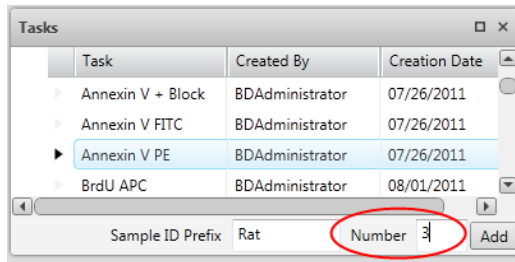 Tasks
Task Created By Creation Date
Annexin V + Block BDAdministrator 07/26/2011
Annexin V FITC BDAdministrator 07/26/2011
Annexin V PE BDAdministrator 07/26/2011
BrdU APC BDAdministrator 08/01/2011
Sample ID Prefix Rat Number 3 Add